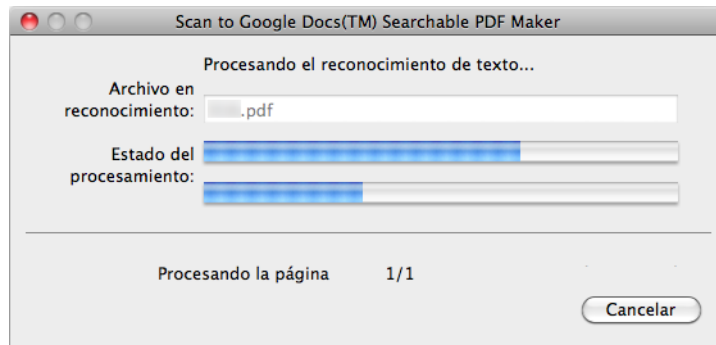 Scan to Google Docs(TM) Searchable PDF Maker
Procesando el reconocimiento de texto...
Archivo en
reconocimiento:
.pdf
Estado del
procesamiento:
Procesando la página 1/1
Cancelar